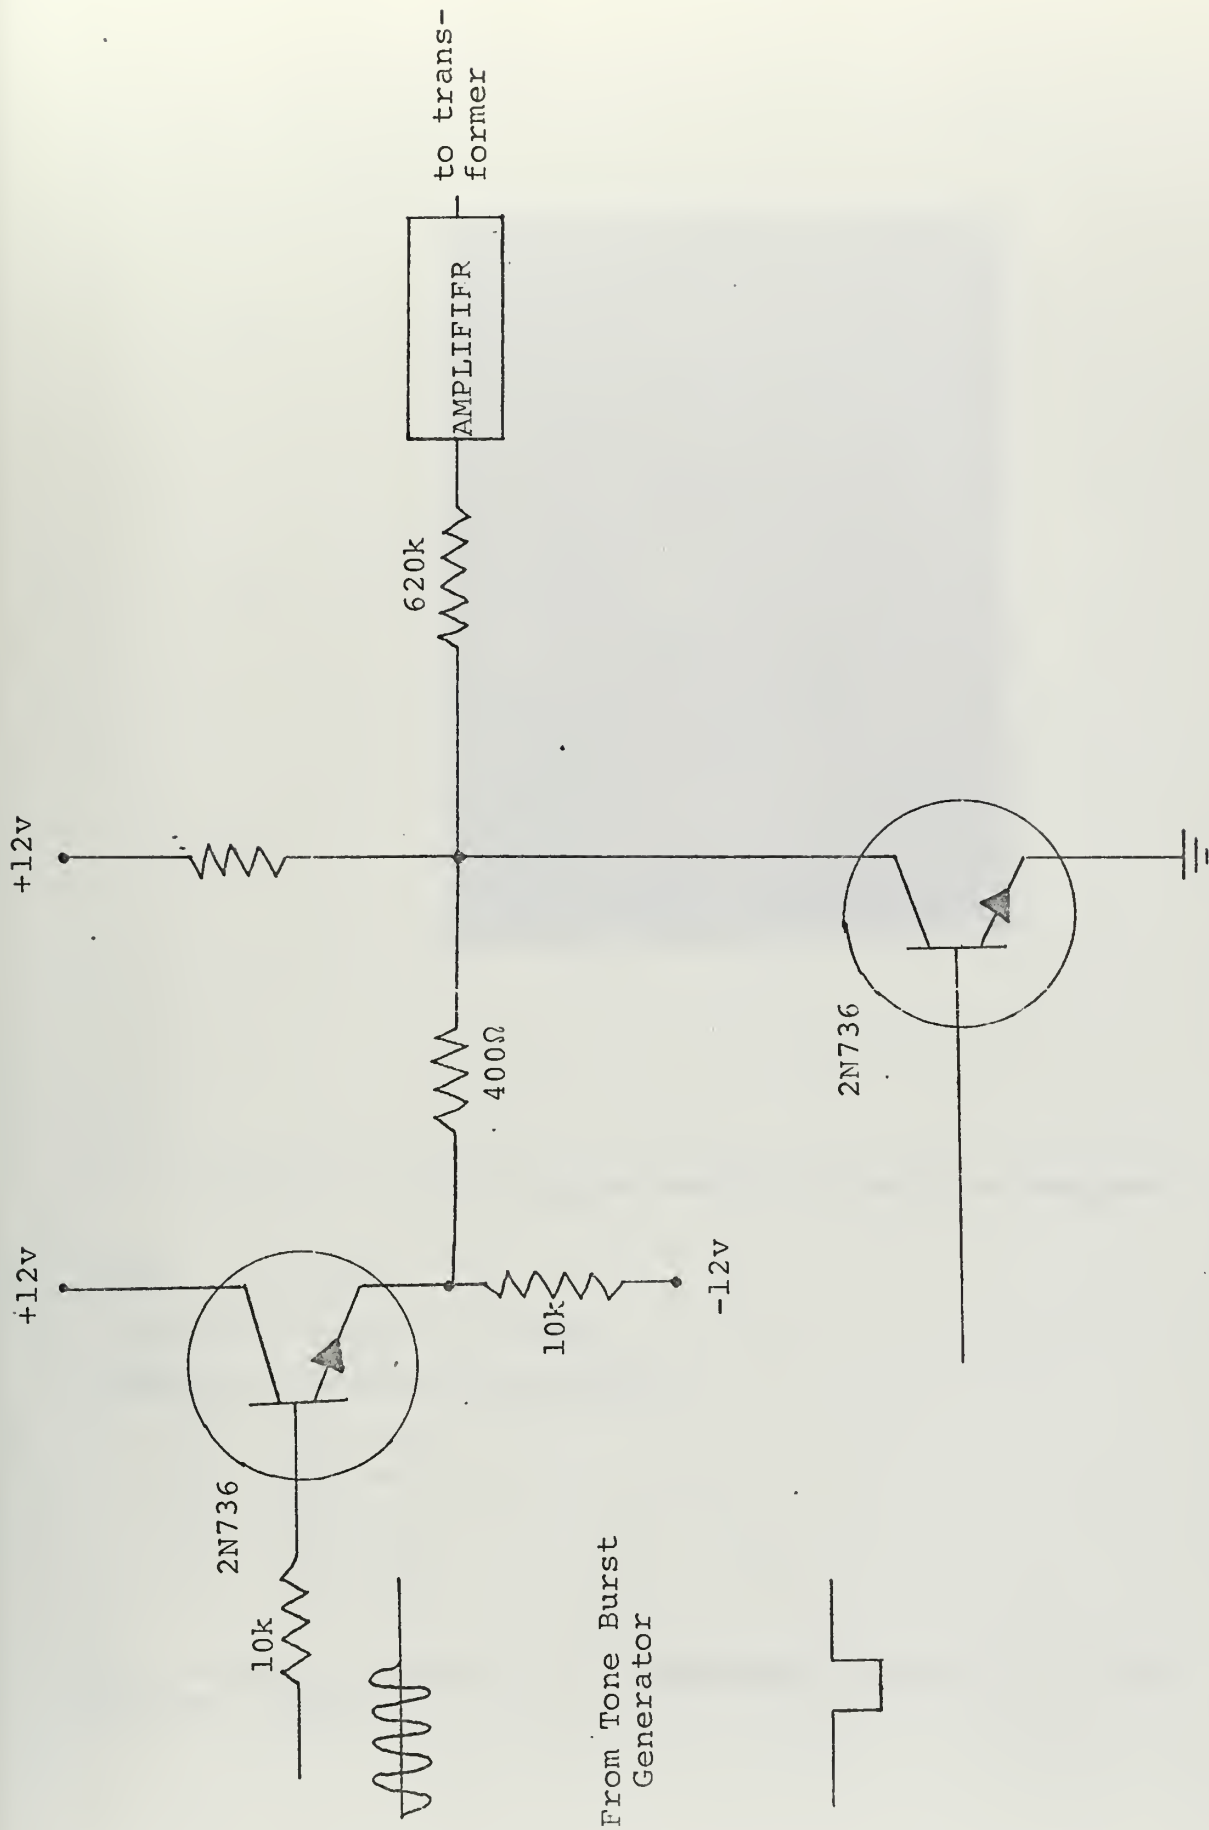 +12v
+12v
2N736
10k
10k
-12v
400Ω
620k
AMPLIFIFR
to trans-
former
From Tone Burst
Generator
2N736